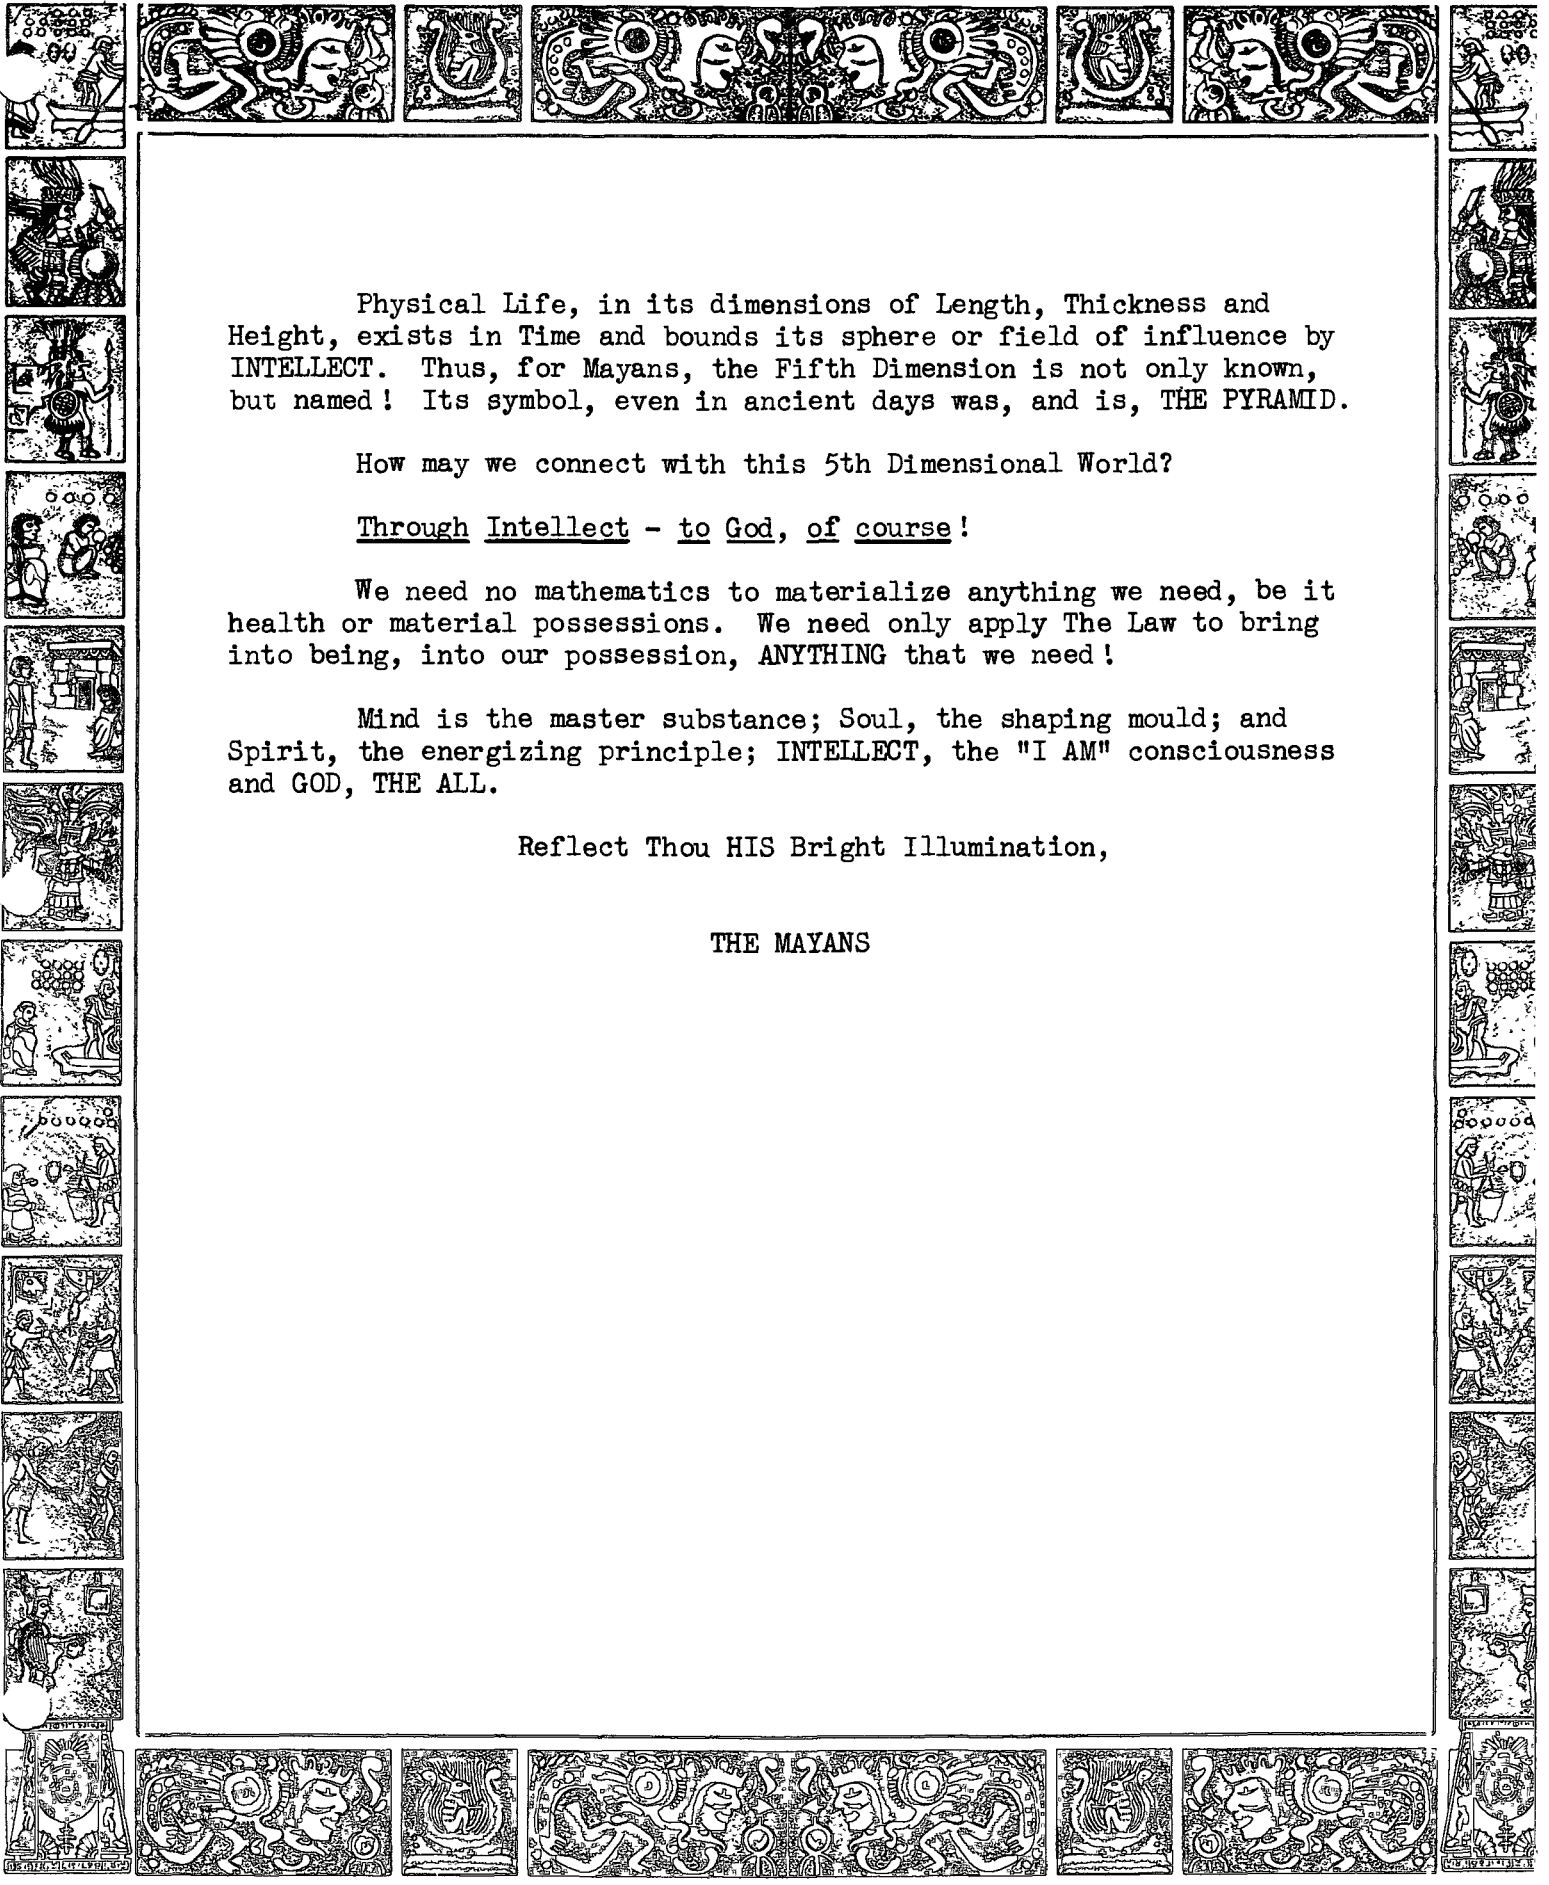 Physical Life, in its dimensions of Length, Thickness and
Height, exists in Time and bounds its sphere or field of influence by
INTELLECT. Thus, for Mayans, the Fifth Dimension is not only known,
but named! Its symbol, even in ancient days was, and is, THE PYRAMID.
How may we connect with this 5th Dimensional World?
Through Intellect - to God, of course!
We need no mathematics to materialize anything we need, be it
health or material possessions. We need only apply The Law to bring
into being, into our possession, ANYTHING that we need!
Mind is the master substance; Soul, the shaping mould; and
Spirit, the energizing principle; INTELLECT, the "I AM" consciousness
and GOD, THE ALL.
Reflect Thou HIS Bright Illumination,
THE MAYANS